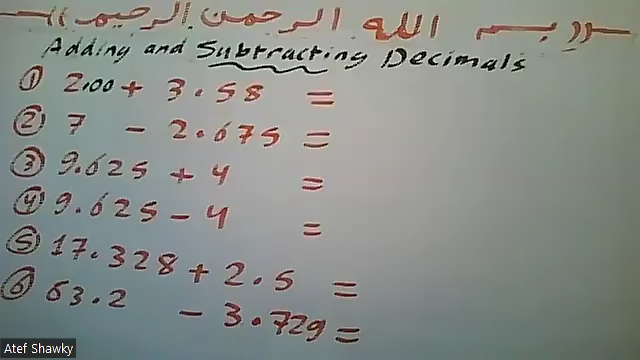 بسم الله الرحمن الرحيم
Adding and Subtracting Decimals
① 2.00 + 3.58 =
② 7 - 2.675 =
③ 9.625 + 4 =
④ 9.625 - 4 =
⑤ 17.328 + 2.5 =
⑥ 53.2 - 3.729 =
Atef Shawky